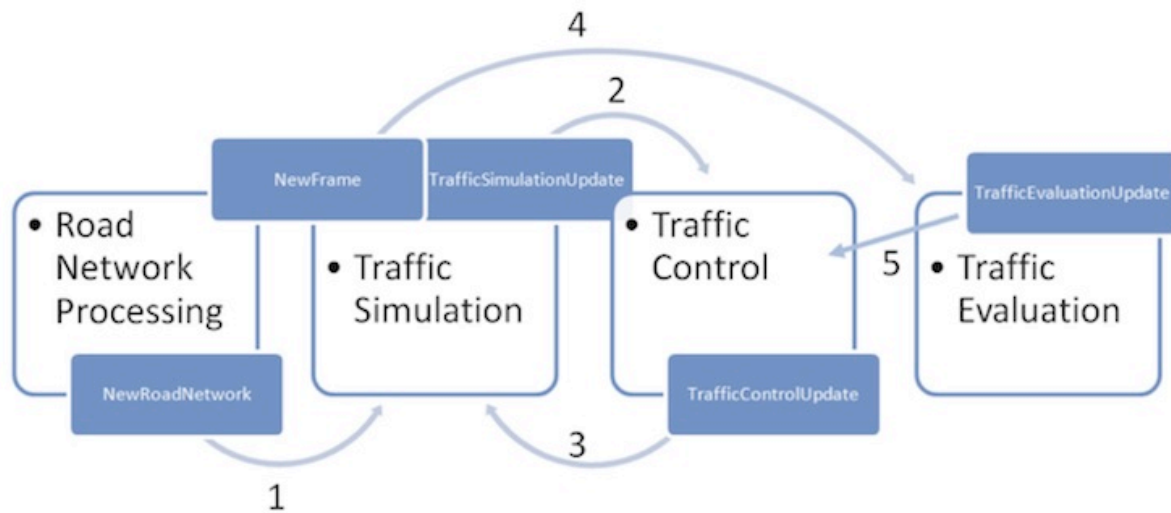 4
2
NewFrame
TrafficSimulationUpdate
TrafficEvaluationUpdate
• Road
Network
Processing
• Traffic
Simulation
• Traffic
Control
5
• Traffic
Evaluation
NewRoadNetwork
TrafficControlUpdate
1
3